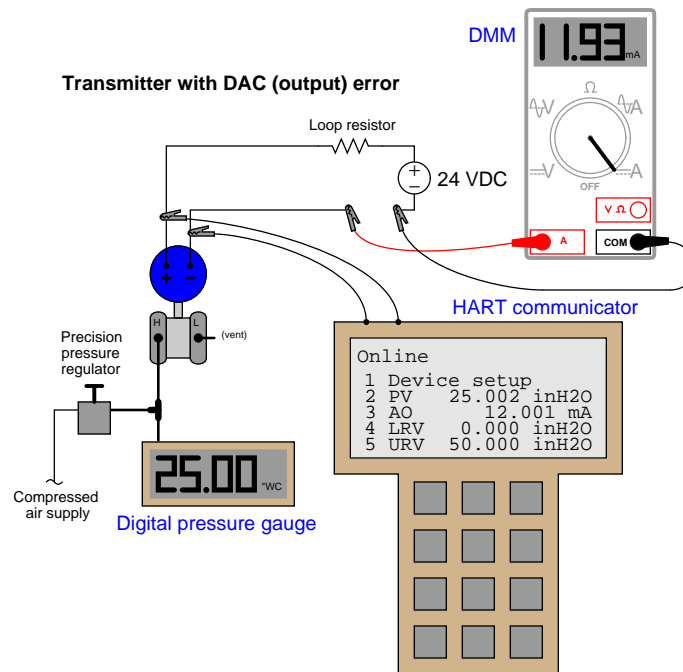 DMM
11.93 mA
Transmitter with DAC (output) error
Ω
V
A
V
A
OFF
Loop resistor
+
−
24 VDC
V Ω
A
COM
+ −
HART communicator
H
L
(vent)
Precision
pressure
regulator
Online
1 Device setup
2 PV 25.002 inH2O
3 AO 12.001 mA
4 LRV 0.000 inH2O
5 URV 50.000 inH2O
25.00 "WC
Compressed
air supply
Digital pressure gauge